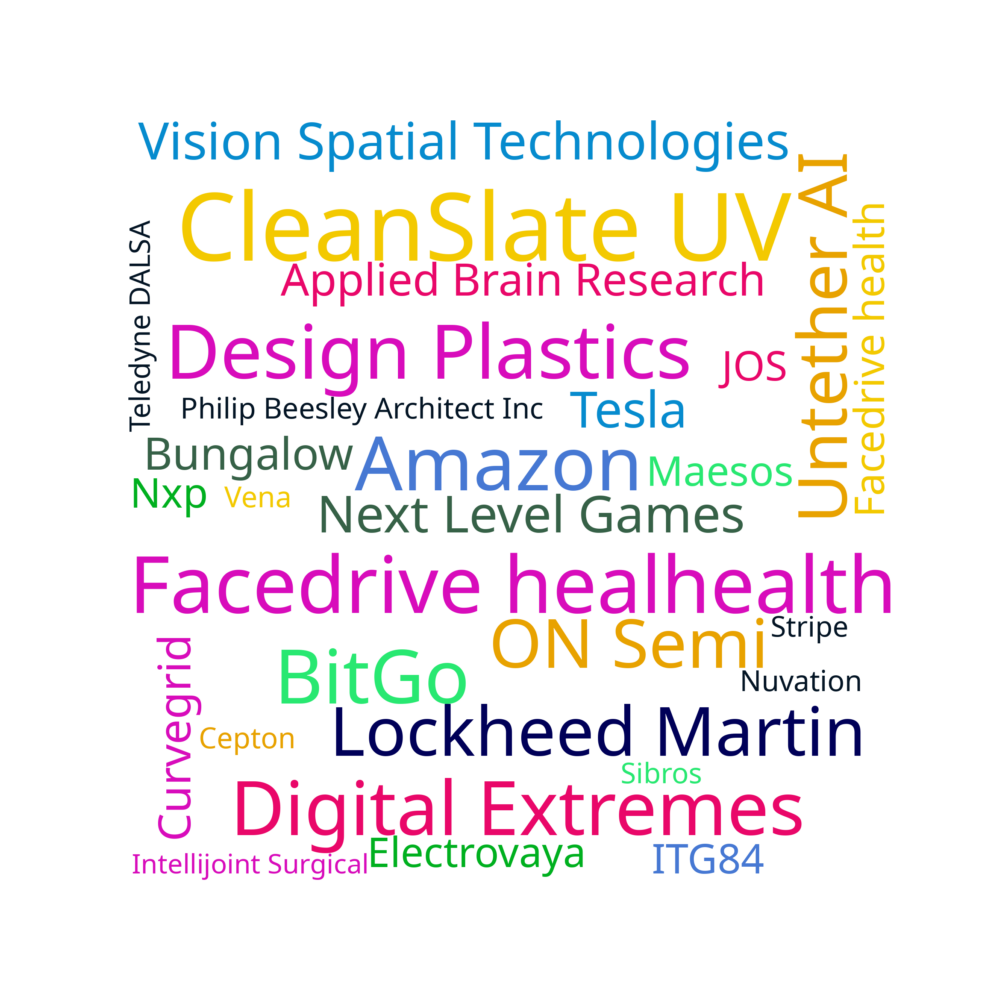 Vision Spatial Technologies
CleanSlate UV
Untether AI
Facedrive health
Teledyne DALSA
Applied Brain Research
Design Plastics
JOS
Philip Beesley Architect Inc
Tesla
Bungalow
Amazon
Maesos
Nxp
Vena
Next Level Games
Facedrive healhealth
ON Semi
Stripe
Curvegrid
BitGo
Nuvation
Lockheed Martin
Cepton
Sibros
Digital Extremes
Intellijoint Surgical
Electrovaya
ITG84